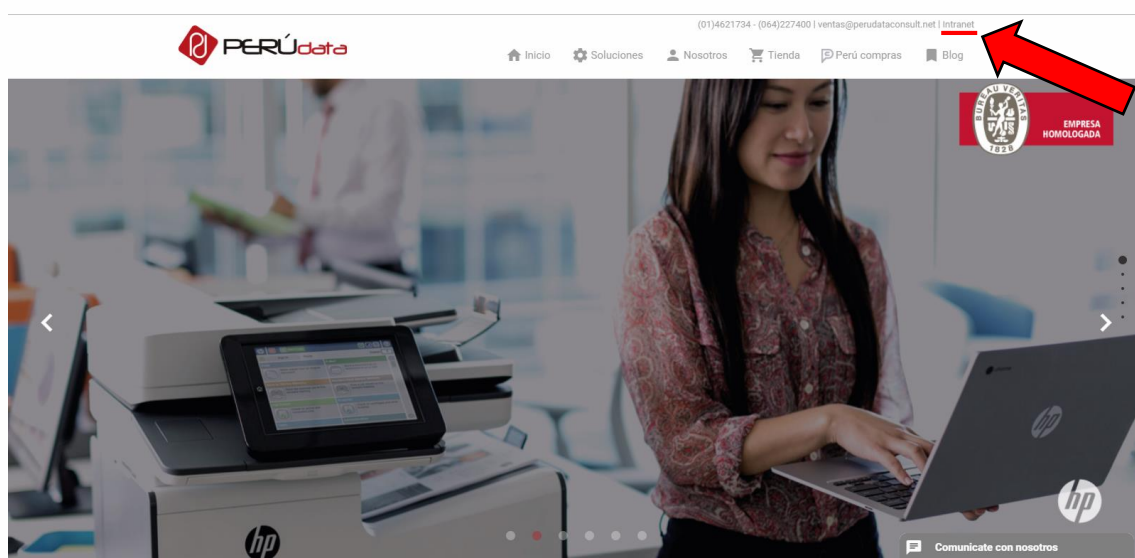 (01)4621734 - (064)227400 | ventas@perudataconsult.net | Intranet
PERÚdata
Inicio Soluciones Nosotros Tienda Perú compras Blog
BUREAU VERITAS
1828
EMPRESA
HOMOLOGADA
hp
hp
hp
Comunicate con nosotros